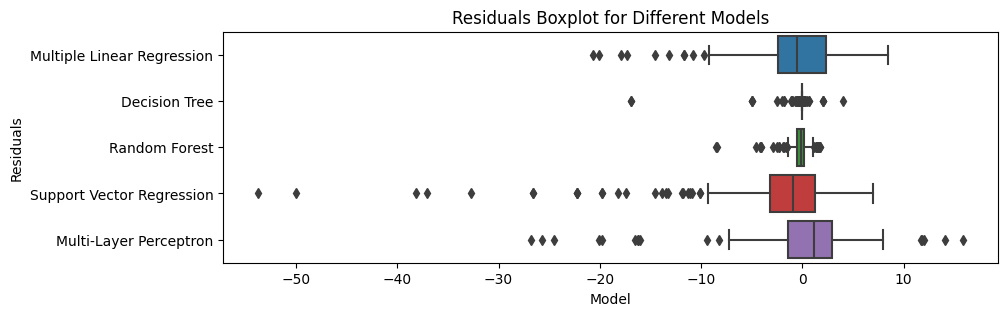 Residuals Boxplot for Different Models
Residuals
Multiple Linear Regression
Decision Tree
Random Forest
Support Vector Regression
Multi-Layer Perceptron
−50 −40 −30 −20 −10 0 10
Model